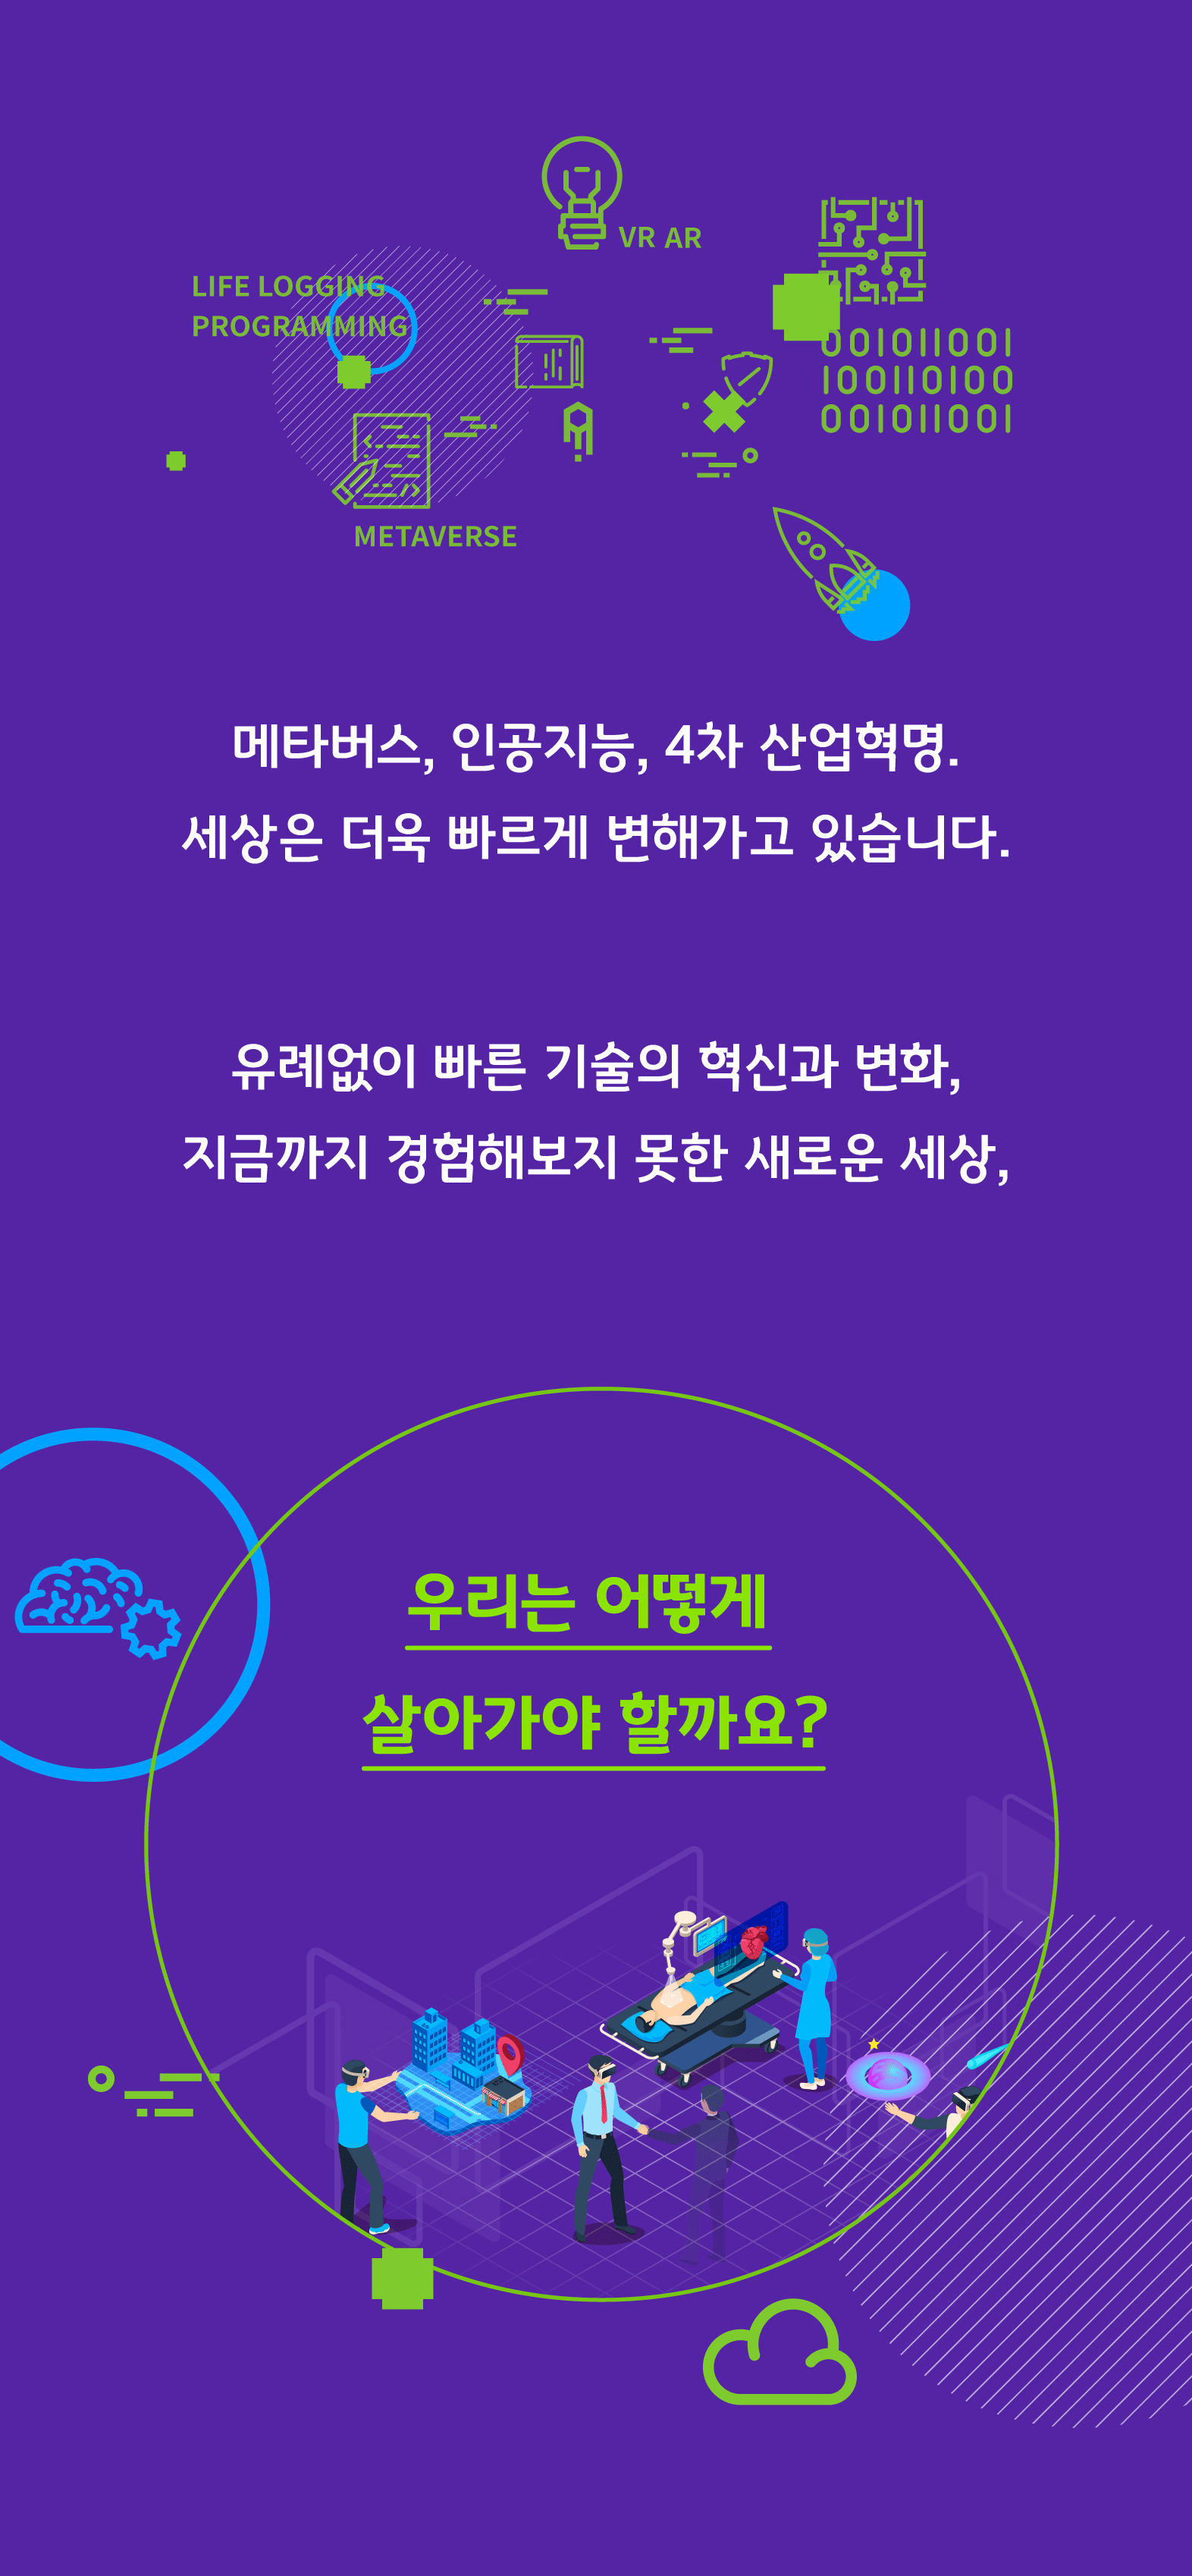 VR AR
LIFE LOGGING
PROGRAMMING
001011001
100110100
001011001
METAVERSE
메타버스, 인공지능, 4차 산업혁명.
세상은 더욱 빠르게 변해가고 있습니다.
유례없이 빠른 기술의 혁신과 변화,
지금까지 경험해보지 못한 새로운 세상,
우리는 어떻게
살아가야 할까요?